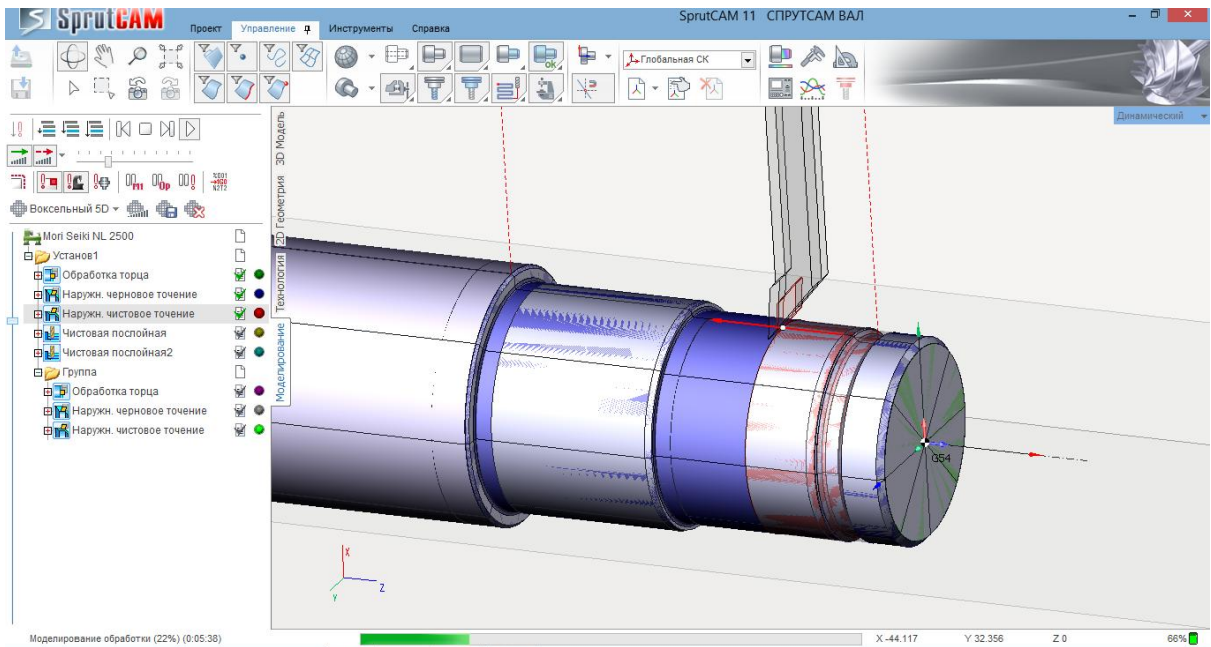 SprutCAM
SprutCAM 11 СПРУТСАМ ВАЛ
Проект Управление Инструменты Справка
Глобальная СК
Динамический
Воксельный 5D
Mori Seiki NL 2500
Установ1
Обработка торца
Наружн. черновое точение
Наружн. чистовое точение
Чистовая послойная
Чистовая послойная2
Группа
Обработка торца
Наружн. черновое точение
Наружн. чистовое точение
3D Модель
2D Геометрия
Технология
Моделирование
G54
X
Z
Y
Моделирование обработки (22%) (0:05:38)
X -44.117 Y 32.356 Z 0 66%